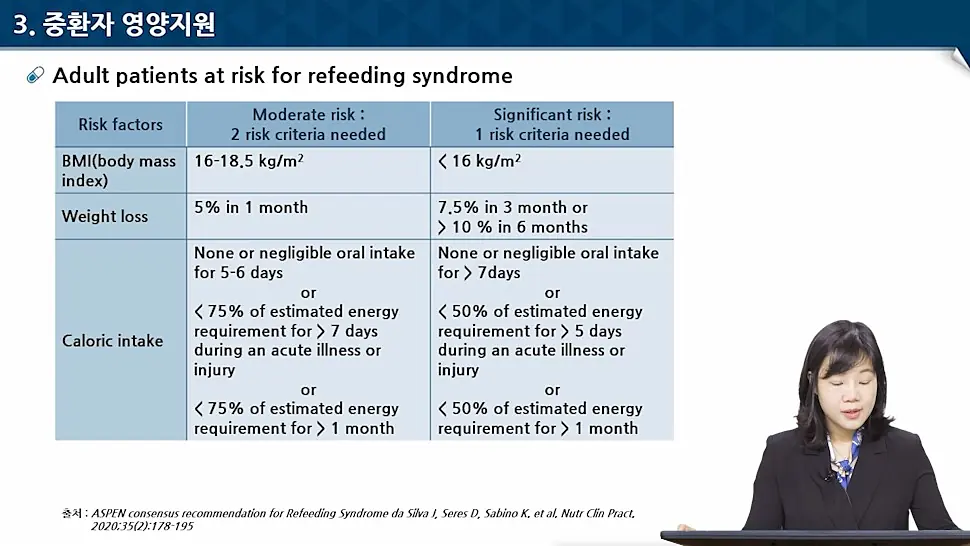 3. 중환자 영양지원
Adult patients at risk for refeeding syndrome
Risk factors
Moderate risk :
2 risk criteria needed
Significant risk :
1 risk criteria needed
BMI(body mass
index)
16-18.5 kg/m²
< 16 kg/m²
Weight loss
5% in 1 month
7.5% in 3 month or
> 10 % in 6 months
Caloric intake
None or negligible oral intake
for 5-6 days
or
< 75% of estimated energy
requirement for > 7 days
during an acute illness or
injury
or
< 75% of estimated energy
requirement for > 1 month
None or negligible oral intake
for > 7days
or
< 50% of estimated energy
requirement for > 5 days
during an acute illness or
injury
or
< 50% of estimated energy
requirement for > 1 month
출처 : ASPEN consensus recommendation for Refeeding Syndrome da Silva J, Seres D, Sabino K. et al. Nutr Clin Pract.
2020;35(2):178-195